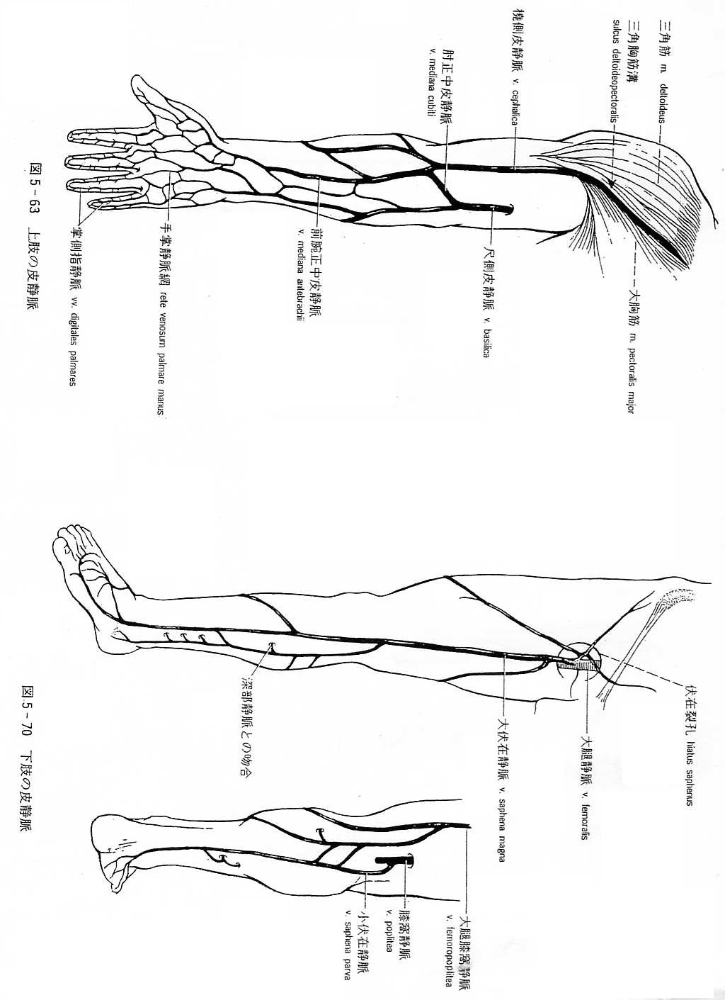 三角筋 m. deltoideus
三角胸筋溝
sulcus deltoideopectoralis
橈側皮静脈 v. cephalica
肘正中皮静脈
v. mediana cubiti
大胸筋 m. pectoralis major
尺側皮静脈 v. basilica
前腕正中皮静脈
v. mediana antebrachii
手掌静脈網 rete venosum palmare manus
掌側指静脈 vv. digitales palmares
図5-63 上肢の皮静脈
伏在裂孔 hiatus saphenus
大腿静脈 v. femoralis
大伏在静脈 v. saphena magna
深部静脈との吻合
大腿膝窩静脈
v. femoropoplitea
膝窩静脈
v. poplitea
小伏在静脈
v. saphena parva
図5-70 下肢の皮静脈